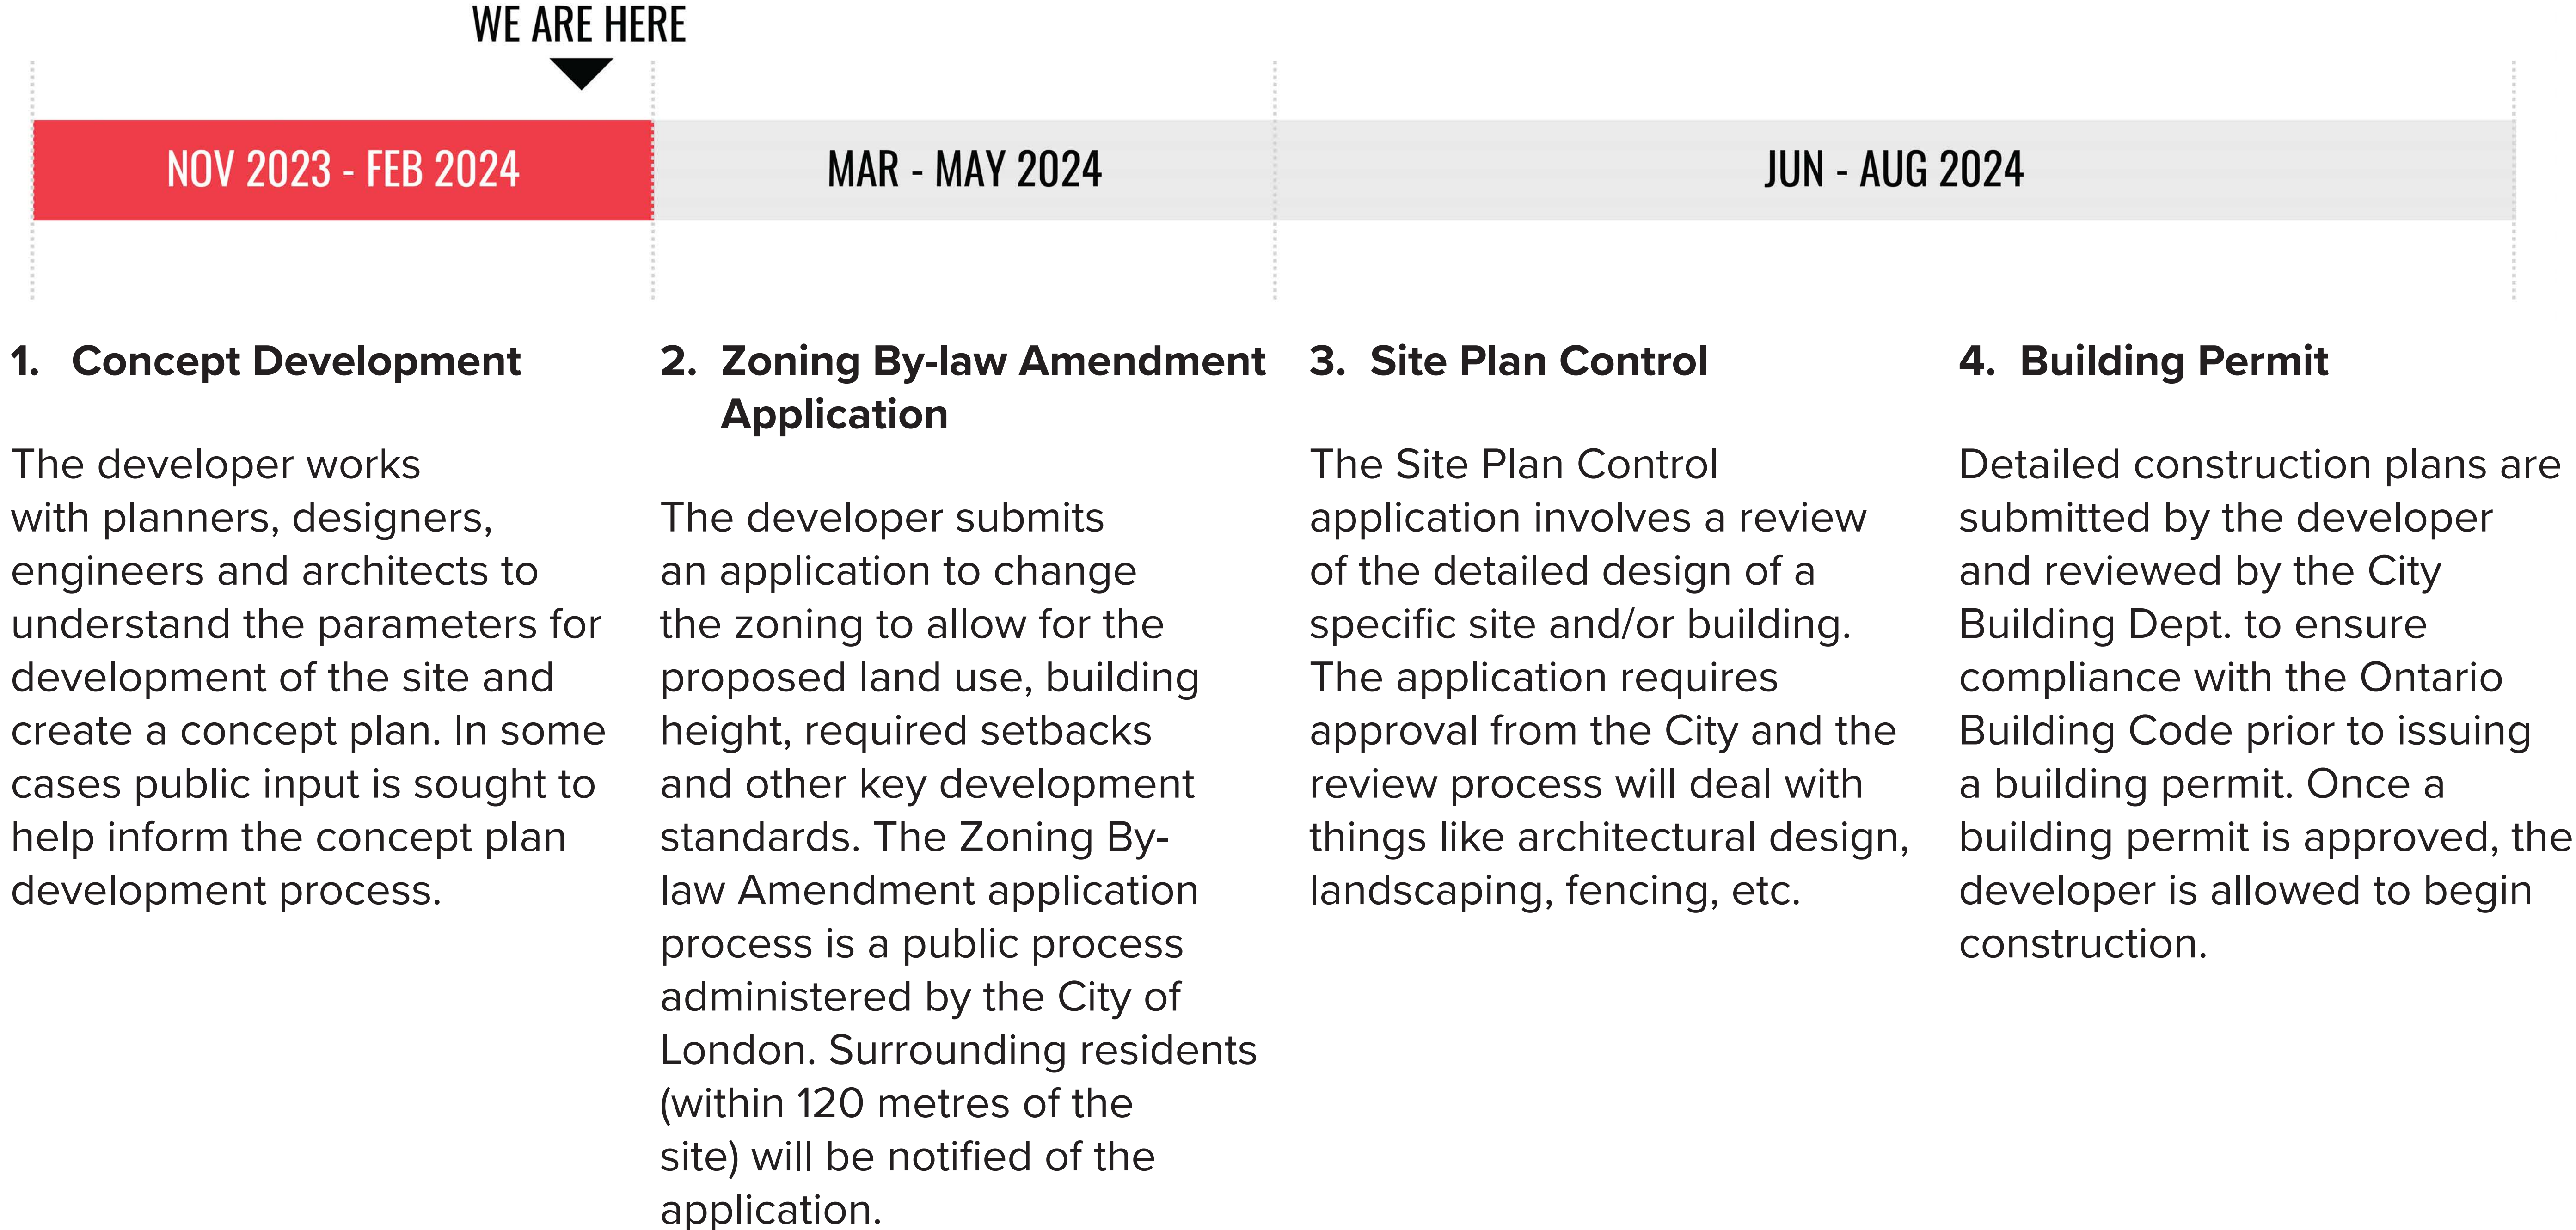 WE ARE HERE
NOV 2023 - FEB 2024
MAR - MAY 2024
JUN - AUG 2024
1. Concept Development
The developer works
with planners, designers,
engineers and architects to
understand the parameters for
development of the site and
create a concept plan. In some
cases public input is sought to
help inform the concept plan
development process.
2. Zoning By-law Amendment
Application
The developer submits
an application to change
the zoning to allow for the
proposed land use, building
height, required setbacks
and other key development
standards. The Zoning By-
law Amendment application
process is a public process
administered by the City of
London. Surrounding residents
(within 120 metres of the
site) will be notified of the
application.
3. Site Plan Control
The Site Plan Control
application involves a review
of the detailed design of a
specific site and/or building.
The application requires
approval from the City and the
review process will deal with
things like architectural design,
landscaping, fencing, etc.
4. Building Permit
Detailed construction plans are
submitted by the developer
and reviewed by the City
Building Dept. to ensure
compliance with the Ontario
Building Code prior to issuing
a building permit. Once a
building permit is approved, the
developer is allowed to begin
construction.